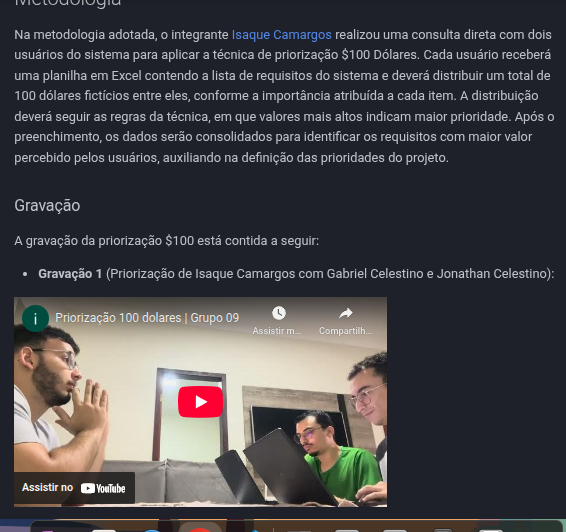 Metodologia
Na metodologia adotada, o integrante Isaque Camargos realizou uma consulta direta com dois
usuários do sistema para aplicar a técnica de priorização $100 Dólares. Cada usuário receberá
uma planilha em Excel contendo a lista de requisitos do sistema e deverá distribuir um total de
100 dólares fictícios entre eles, conforme a importância atribuída a cada item. A distribuição
deverá seguir as regras da técnica, em que valores mais altos indicam maior prioridade. Após o
preenchimento, os dados serão consolidados para identificar os requisitos com maior valor
percebido pelos usuários, auxiliando na definição das prioridades do projeto.
Gravação
A gravação da priorização $100 está contida a seguir:
• Gravação 1 (Priorização de Isaque Camargos com Gabriel Celestino e Jonathan Celestino):
i
Priorização 100 dolares | Grupo 09
Assistir m...
Compartilh...
Assistir no YouTube